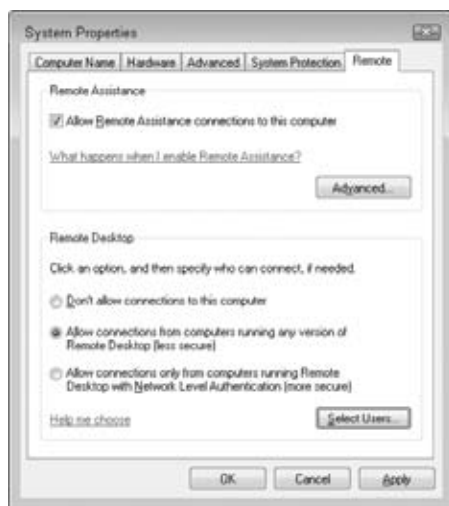 System Properties
Computer Name Hardware Advanced System Protection Remote
Remote Assistance
Allow Remote Assistance connections to this computer
What happens when I enable Remote Assistance?
Advanced...
Remote Desktop
Click an option, and then specify who can connect, if needed.
Don't allow connections to this computer
Allow connections from computers running any version of
Remote Desktop (less secure)
Allow connections only from computers running Remote
Desktop with Network Level Authentication (more secure)
Help me choose
Select Users...
OK Cancel Apply